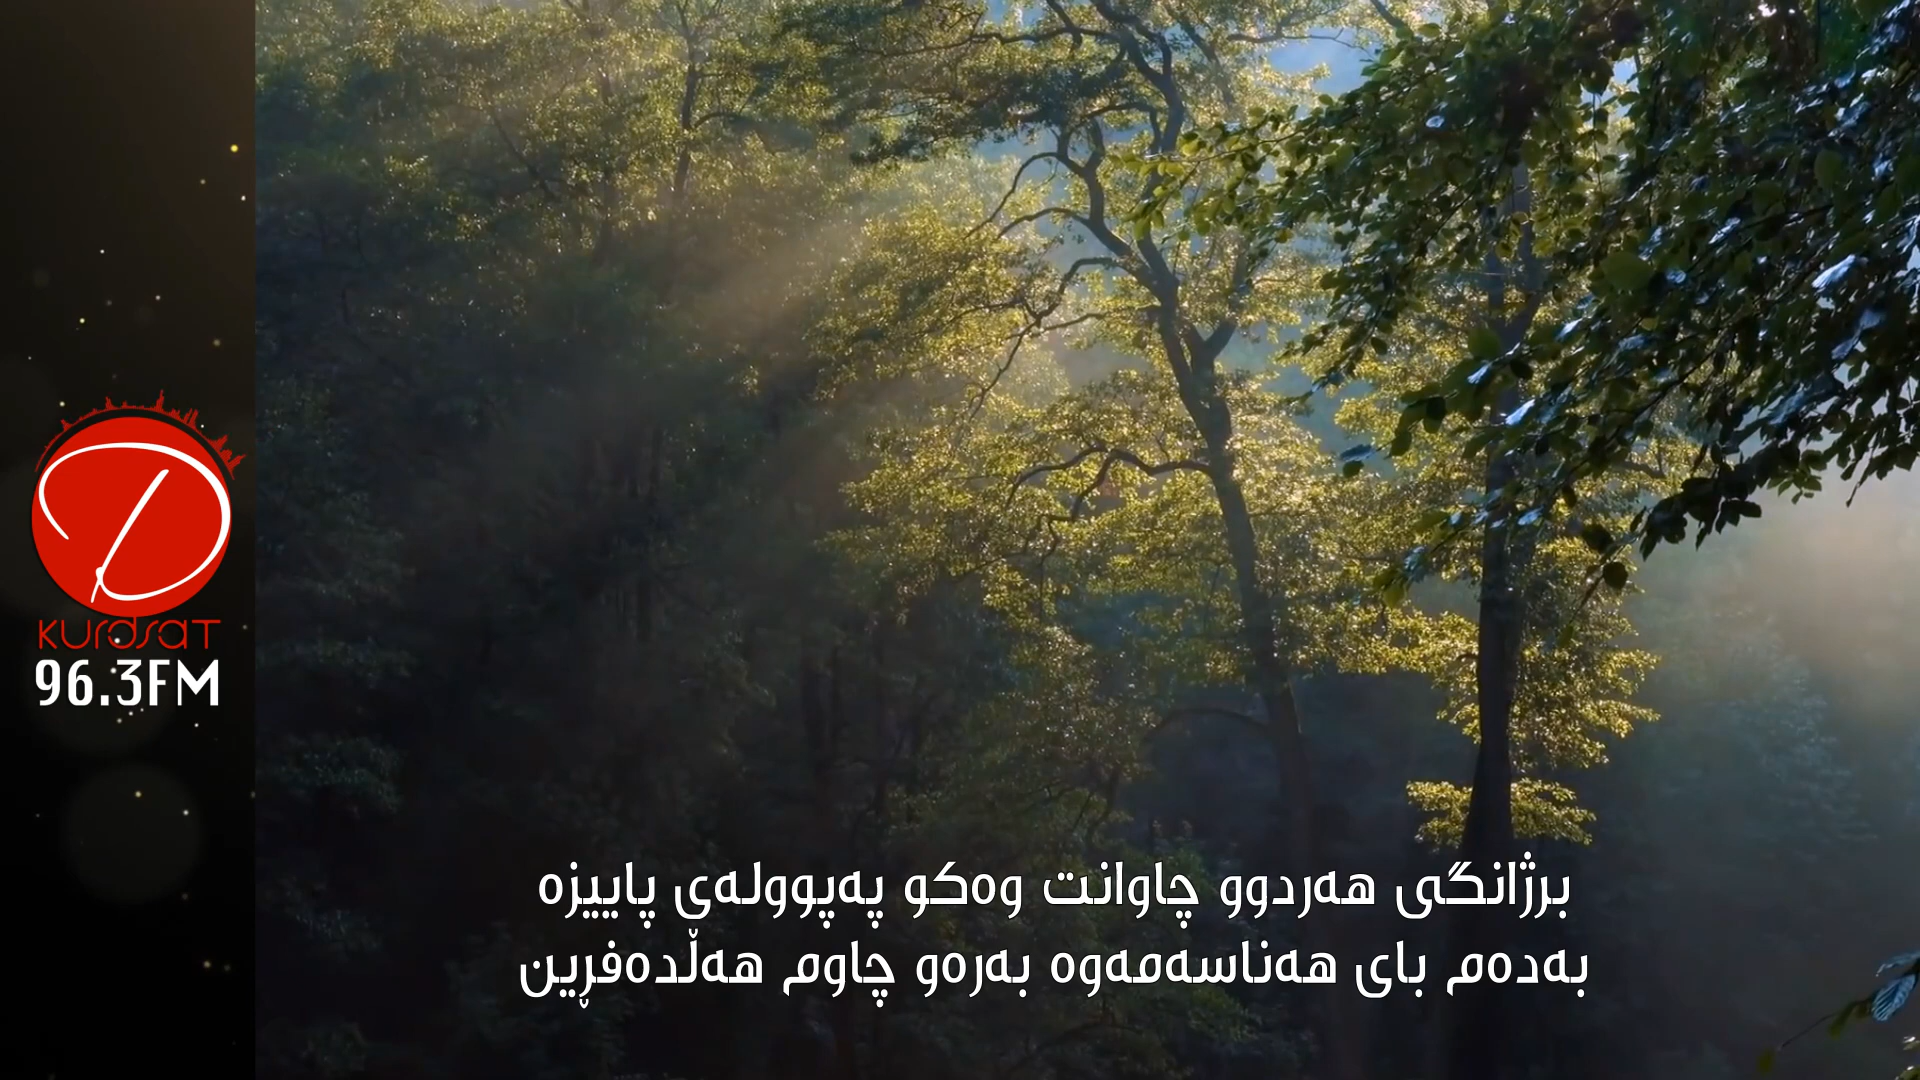 KURDSAT
96.3FM
برژانگی هەردوو چاوانت وەکو پەپوولەی پاییزە
بەدەم بای هەناسەمەوە بەرەو چاوم هەڵدەفڕین